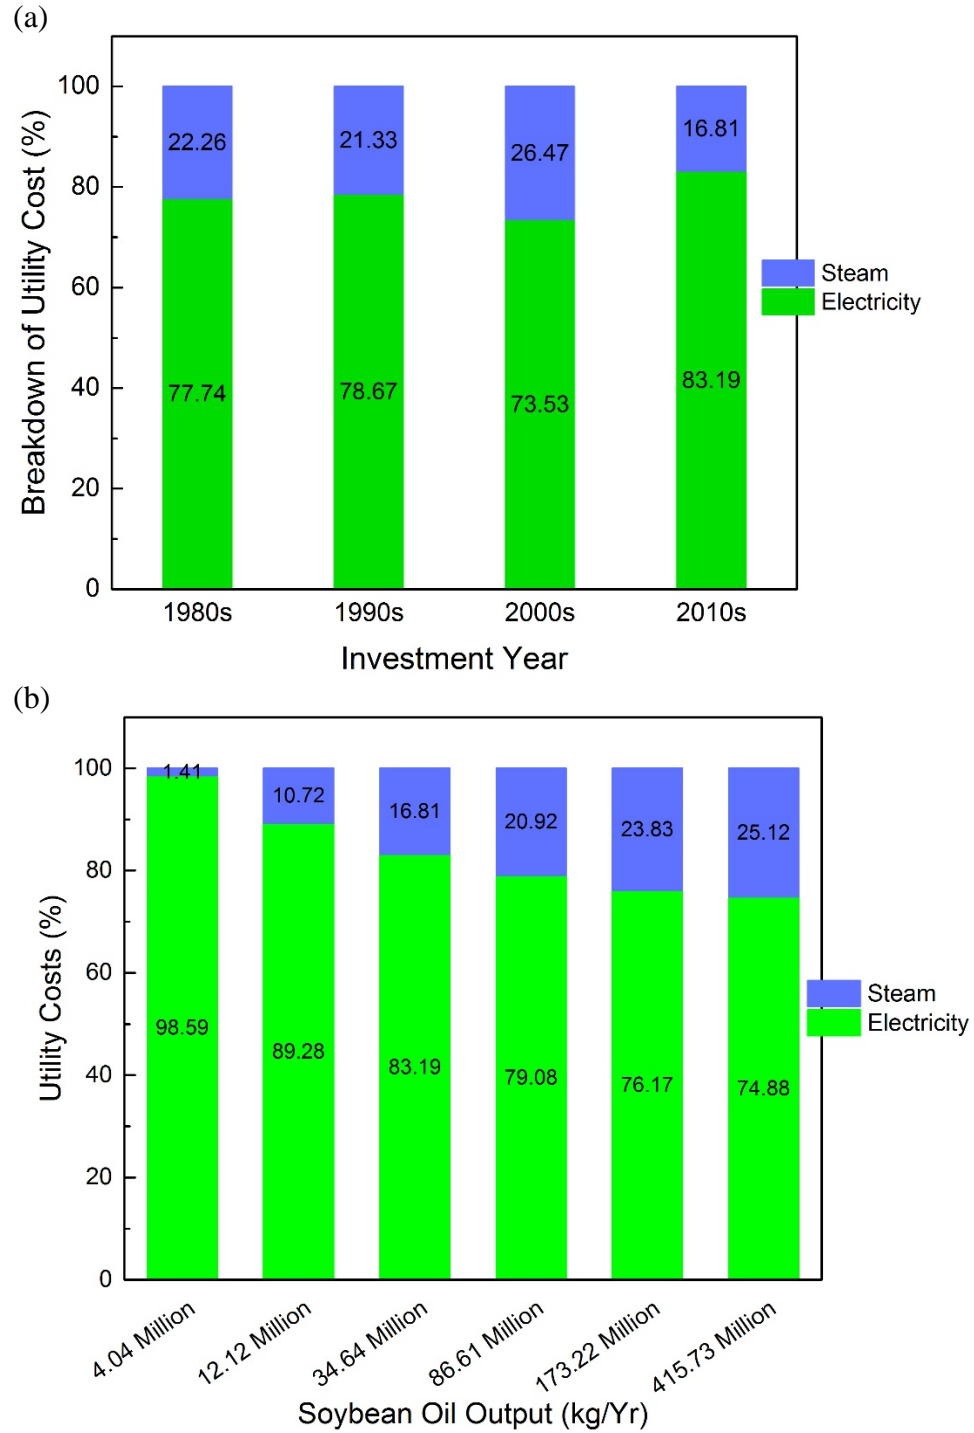 (a)
Breakdown of Utility Cost (%)
100
80
60
40
20
0
22.26
21.33
26.47
16.81
77.74
78.67
73.53
83.19
Steam
Electricity
1980s
1990s
2000s
2010s
Investment Year
(b)
Utility Costs (%)
100
80
60
40
20
0
1.41
10.72
16.81
20.92
23.83
25.12
98.59
89.28
83.19
79.08
76.17
74.88
Steam
Electricity
4.04 Million
12.12 Million
34.64 Million
86.61 Million
173.22 Million
415.73 Million
Soybean Oil Output (kg/Yr)